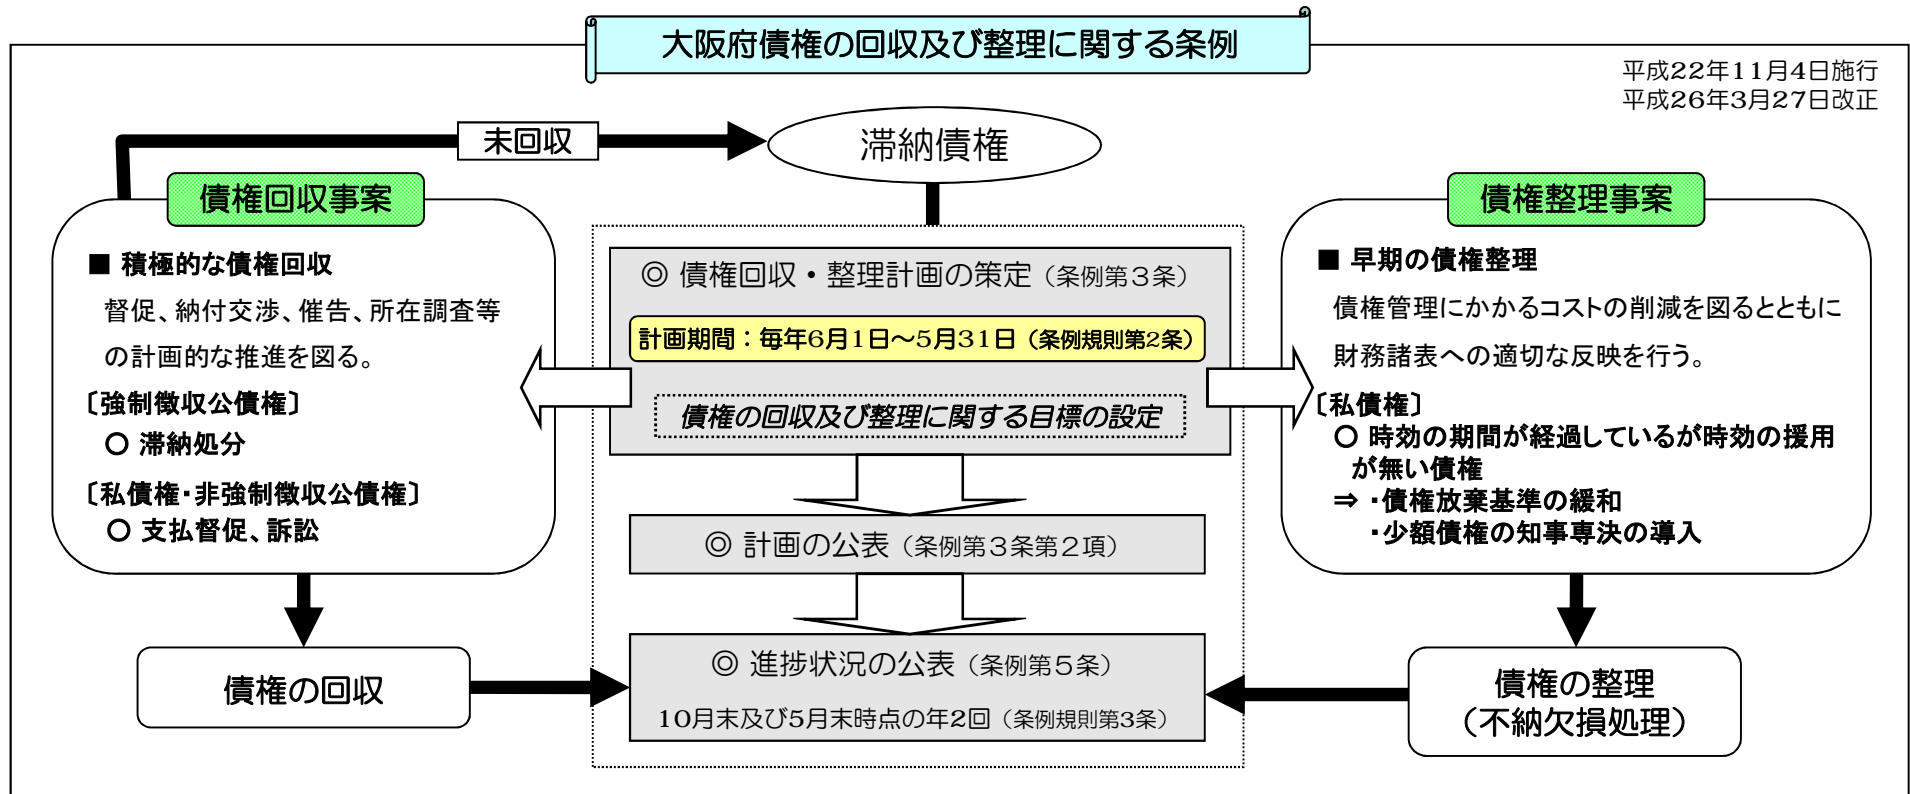 大阪府債権の回収及び整理に関する条例
平成22年11月4日施行
平成26年3月27日改正
未回収
滞納債権
債権回収事案
■ 積極的な債権回収
督促、納付交渉、催告、所在調査等
の計画的な推進を図る。
〔強制徴収公債権〕
○ 滞納処分
〔私債権・非強制徴収公債権〕
○ 支払督促、訴訟
債権の回収
◎ 債権回収・整理計画の策定（条例第３条）
計画期間：毎年6月1日～5月31日（条例規則第2条）
債権の回収及び整理に関する目標の設定
◎ 計画の公表（条例第３条第２項）
◎ 進捗状況の公表（条例第５条）
10月末及び5月末時点の年2回（条例規則第3条）
債権整理事案
■ 早期の債権整理
債権管理にかかるコストの削減を図るとともに
財務諸表への適切な反映を行う。
〔私債権〕
○ 時効の期間が経過しているが時効の援用
が無い債権
⇒ ・債権放棄基準の緩和
・少額債権の知事専決の導入
債権の整理
（不納欠損処理）